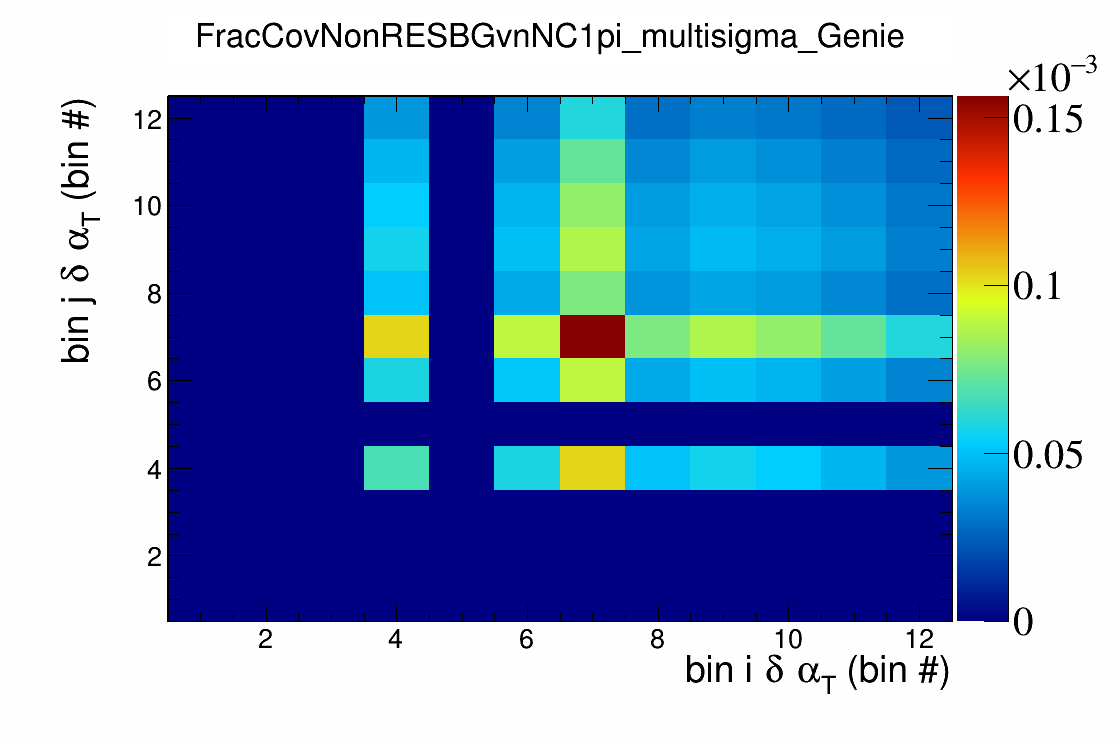 FracCovNonRESBGvnNC1pi_multisigma_Genie
×10⁻³
bin j δ α_T (bin #)
12
10
8
6
4
2
0.15
0.1
0.05
0
2 4 6 8 10 12
bin i δ α_T (bin #)